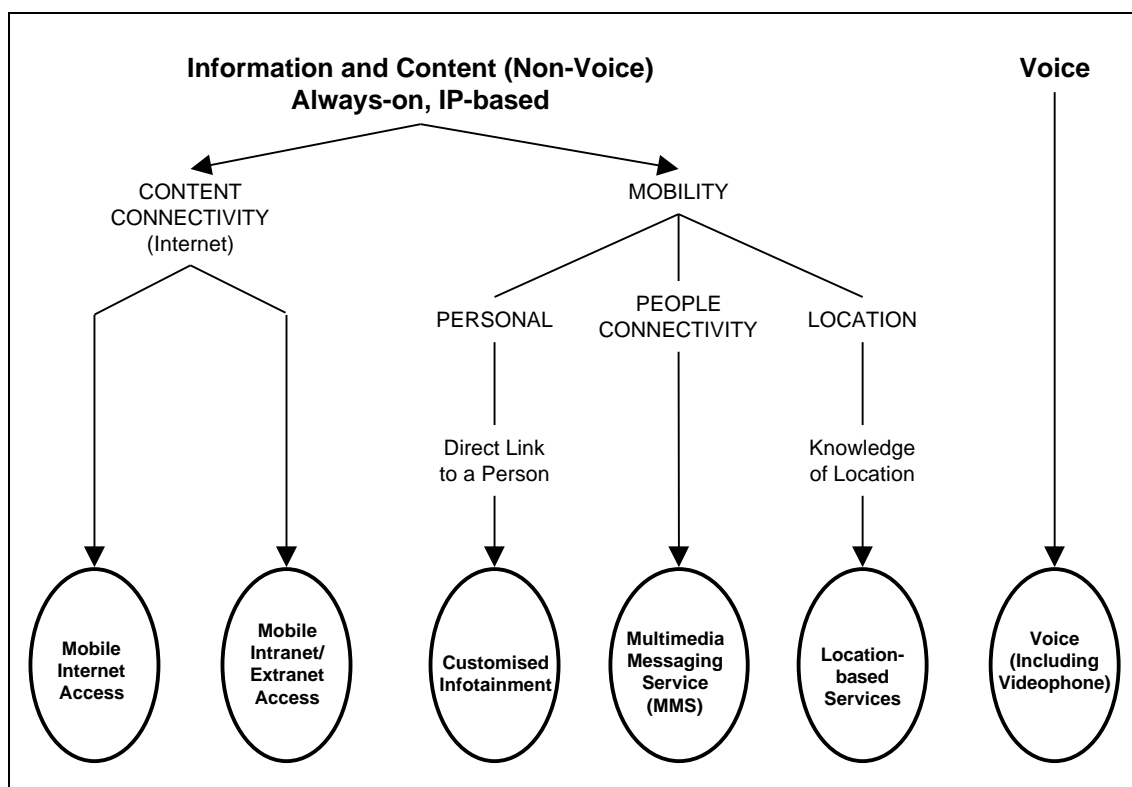 Information and Content (Non-Voice)
Always-on, IP-based
Voice
CONTENT
CONNECTIVITY
(Internet)
MOBILITY
PERSONAL
PEOPLE
CONNECTIVITY
LOCATION
Direct Link
to a Person
Knowledge
of Location
Mobile
Internet
Access
Mobile
Intranet/
Extranet
Access
Customised
Infotainment
Multimedia
Messaging
Service
(MMS)
Location-
based
Services
Voice
(Including
Videophone)